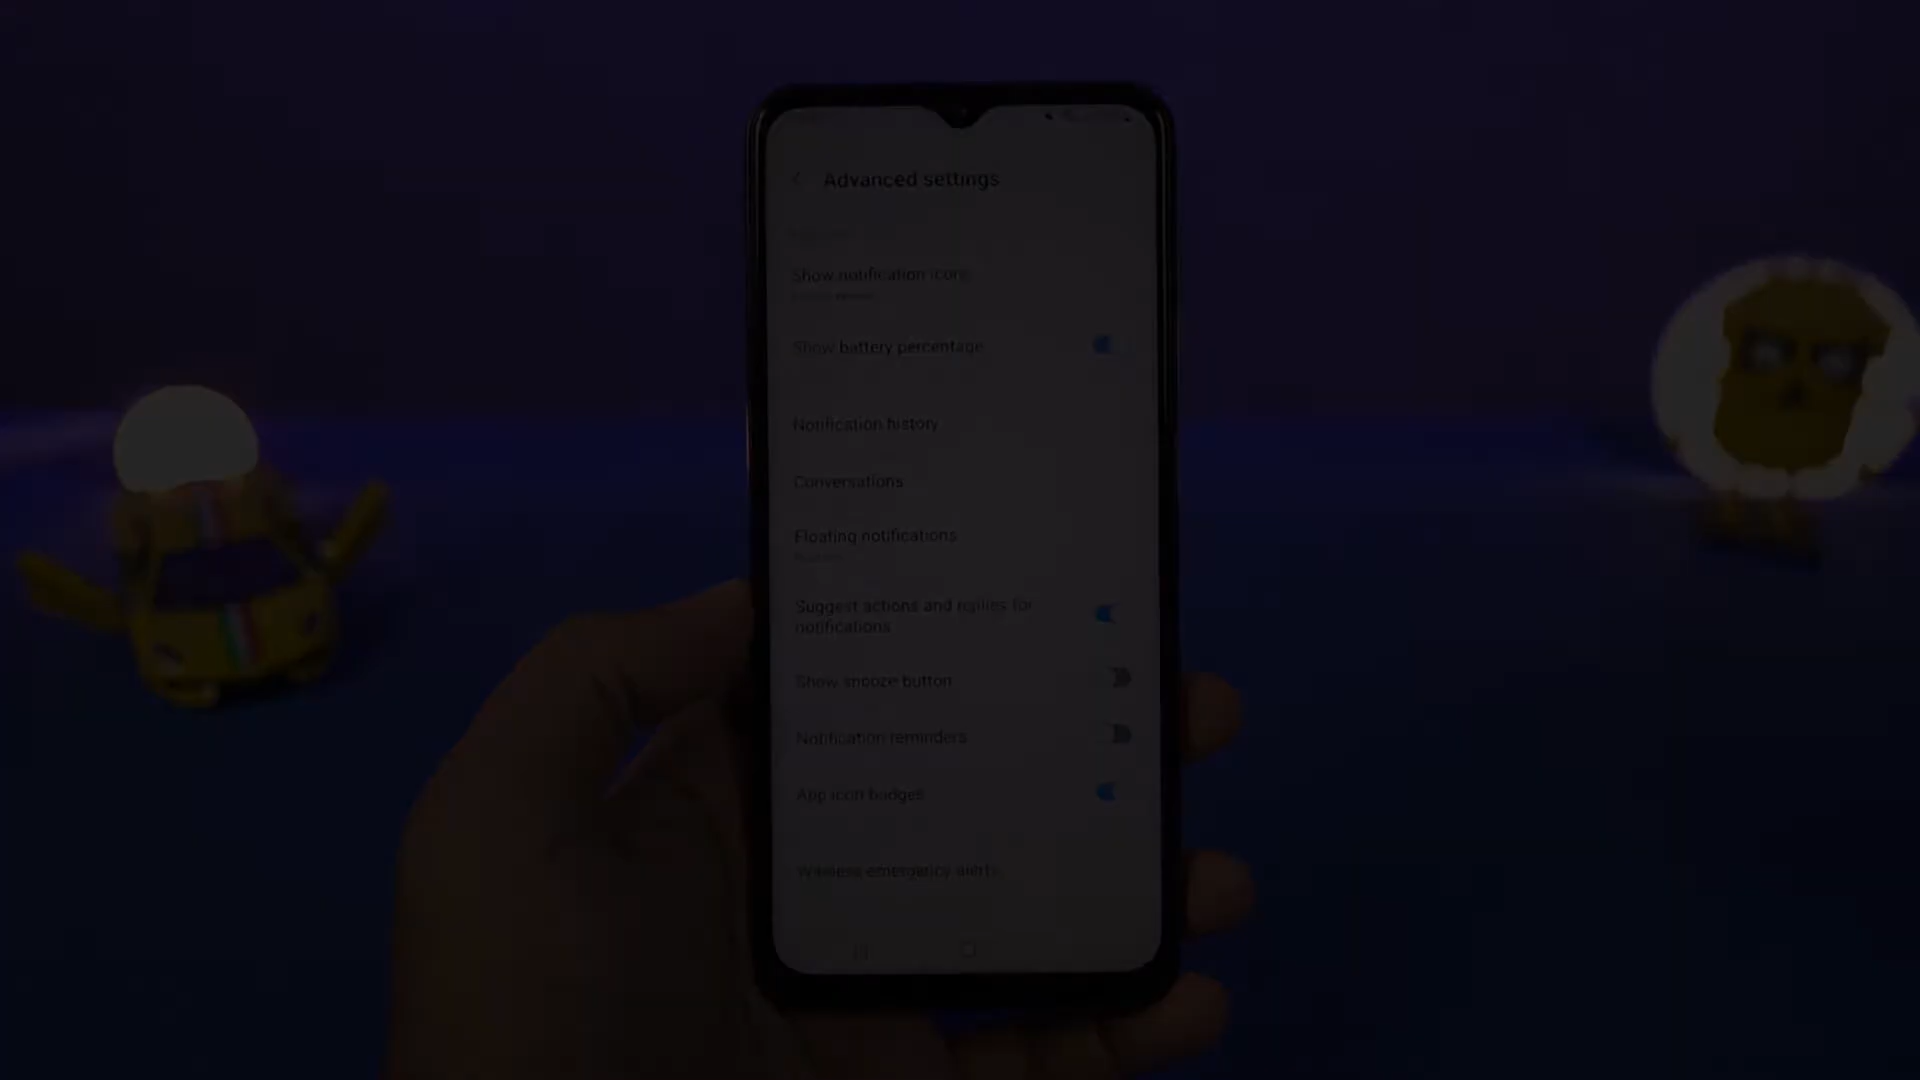 Advanced settings
Show notification icons
Show battery percentage
Notification history
Conversations
Floating notifications
Suggest actions and replies for
notifications
Show snooze button
Notification reminders
App icon badges
Wireless emergency alerts